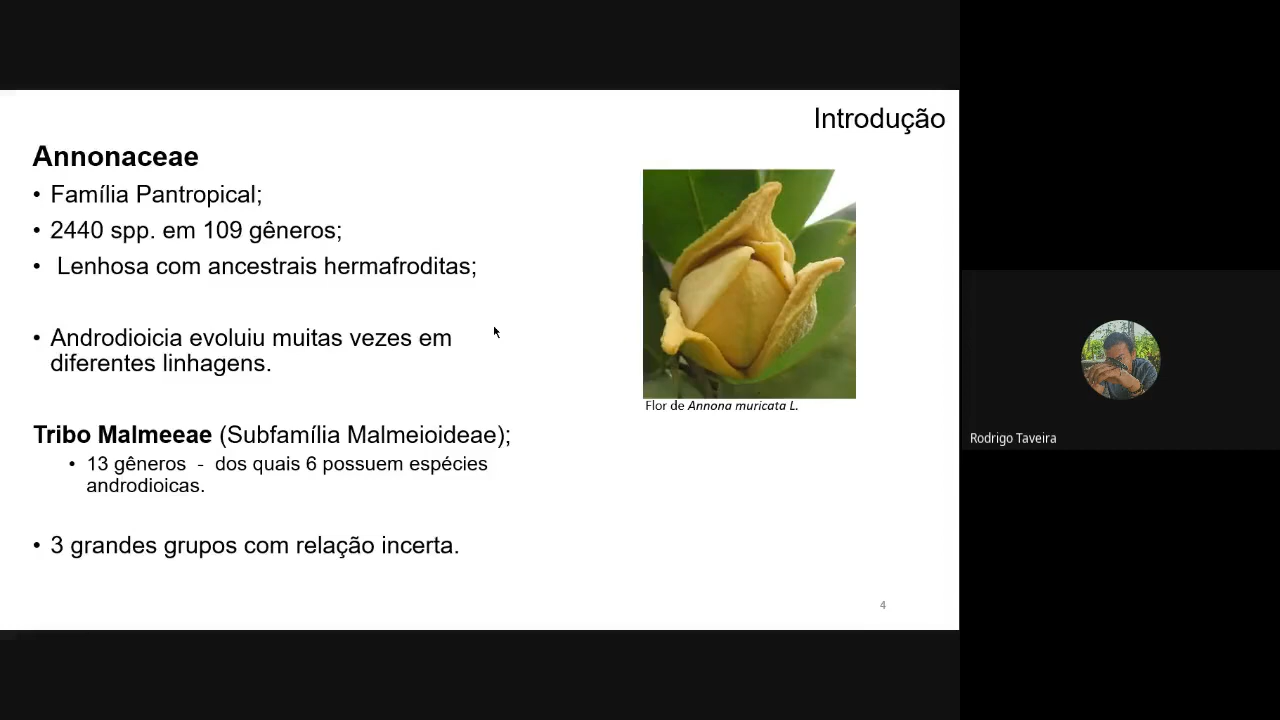 Introdução
Annonaceae
• Família Pantropical;
• 2440 spp. em 109 gêneros;
• Lenhosa com ancestrais hermafroditas;
• Androdioicia evoluiu muitas vezes em
diferentes linhagens.
Flor de Annona muricata L.
Tribo Malmeeae (Subfamília Malmeioideae);
• 13 gêneros - dos quais 6 possuem espécies
androdioicas.
• 3 grandes grupos com relação incerta.
4
Rodrigo Taveira